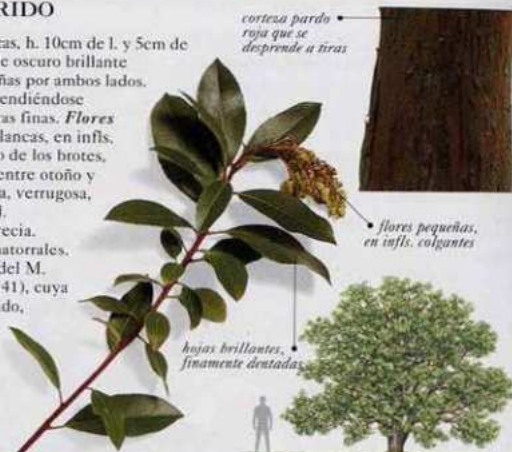 RIDO
as, h. 10cm de l. y 5cm de
e oscuro brillante
ñas por ambos lados.
endiéndose
as finas. Flores
lancas, en infls.
o de los brotes,
entre otoño y
a, verrugosa,
recia.
natorrales.
del M.
41), cuya
do,
corteza pardo
roja que se
desprende a tiras
flores pequeñas,
en infls. colgantes
hojas brillantes,
finamente dentadas